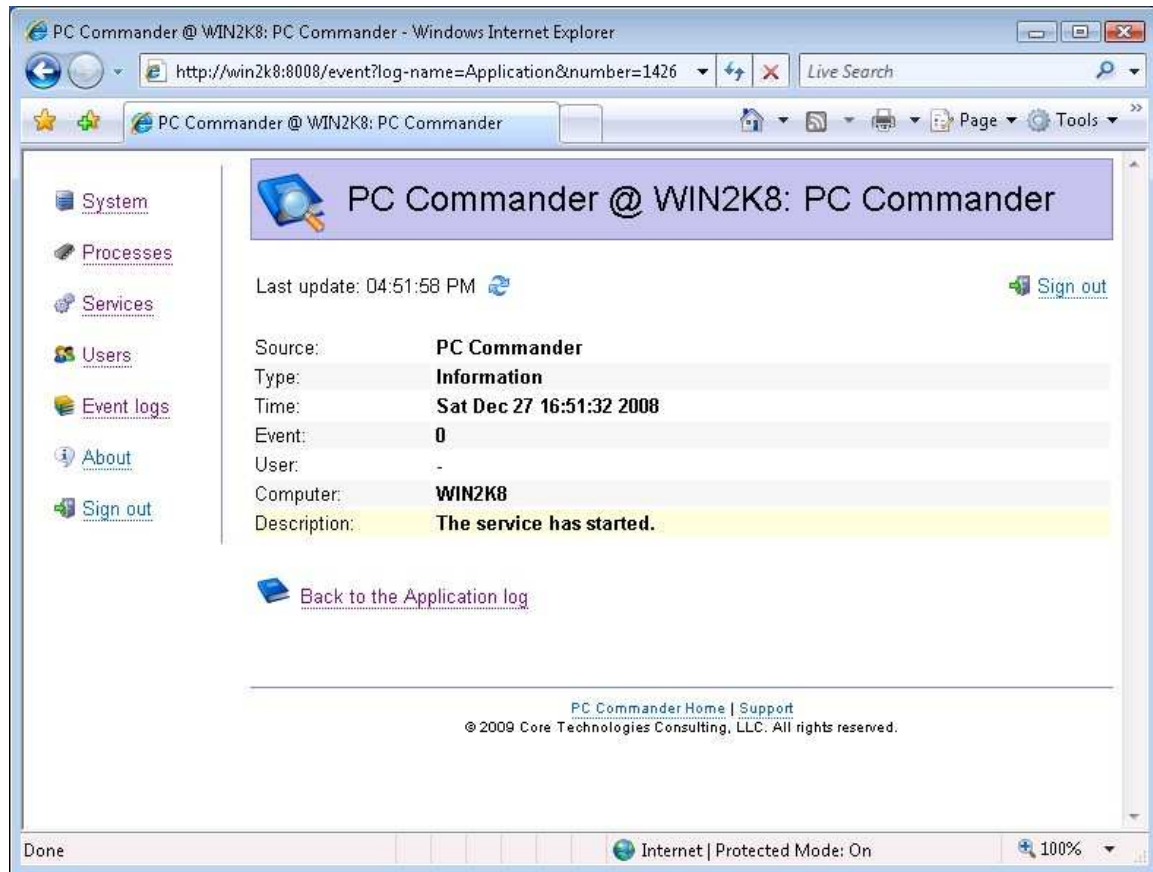 PC Commander @ WIN2K8: PC Commander - Windows Internet Explorer
http://win2k8:8008/event?log-name=Application&number=1426
Live Search
PC Commander @ WIN2K8: PC Commander
Page
Tools
System
Processes
Services
Users
Event logs
About
Sign out
PC Commander @ WIN2K8: PC Commander
Last update: 04:51:58 PM
Sign out
Source: PC Commander
Type: Information
Time: Sat Dec 27 16:51:32 2008
Event: 0
User: -
Computer: WIN2K8
Description: The service has started.
Back to the Application log
PC Commander Home | Support
© 2009 Core Technologies Consulting, LLC. All rights reserved.
Done
Internet | Protected Mode: On
100%